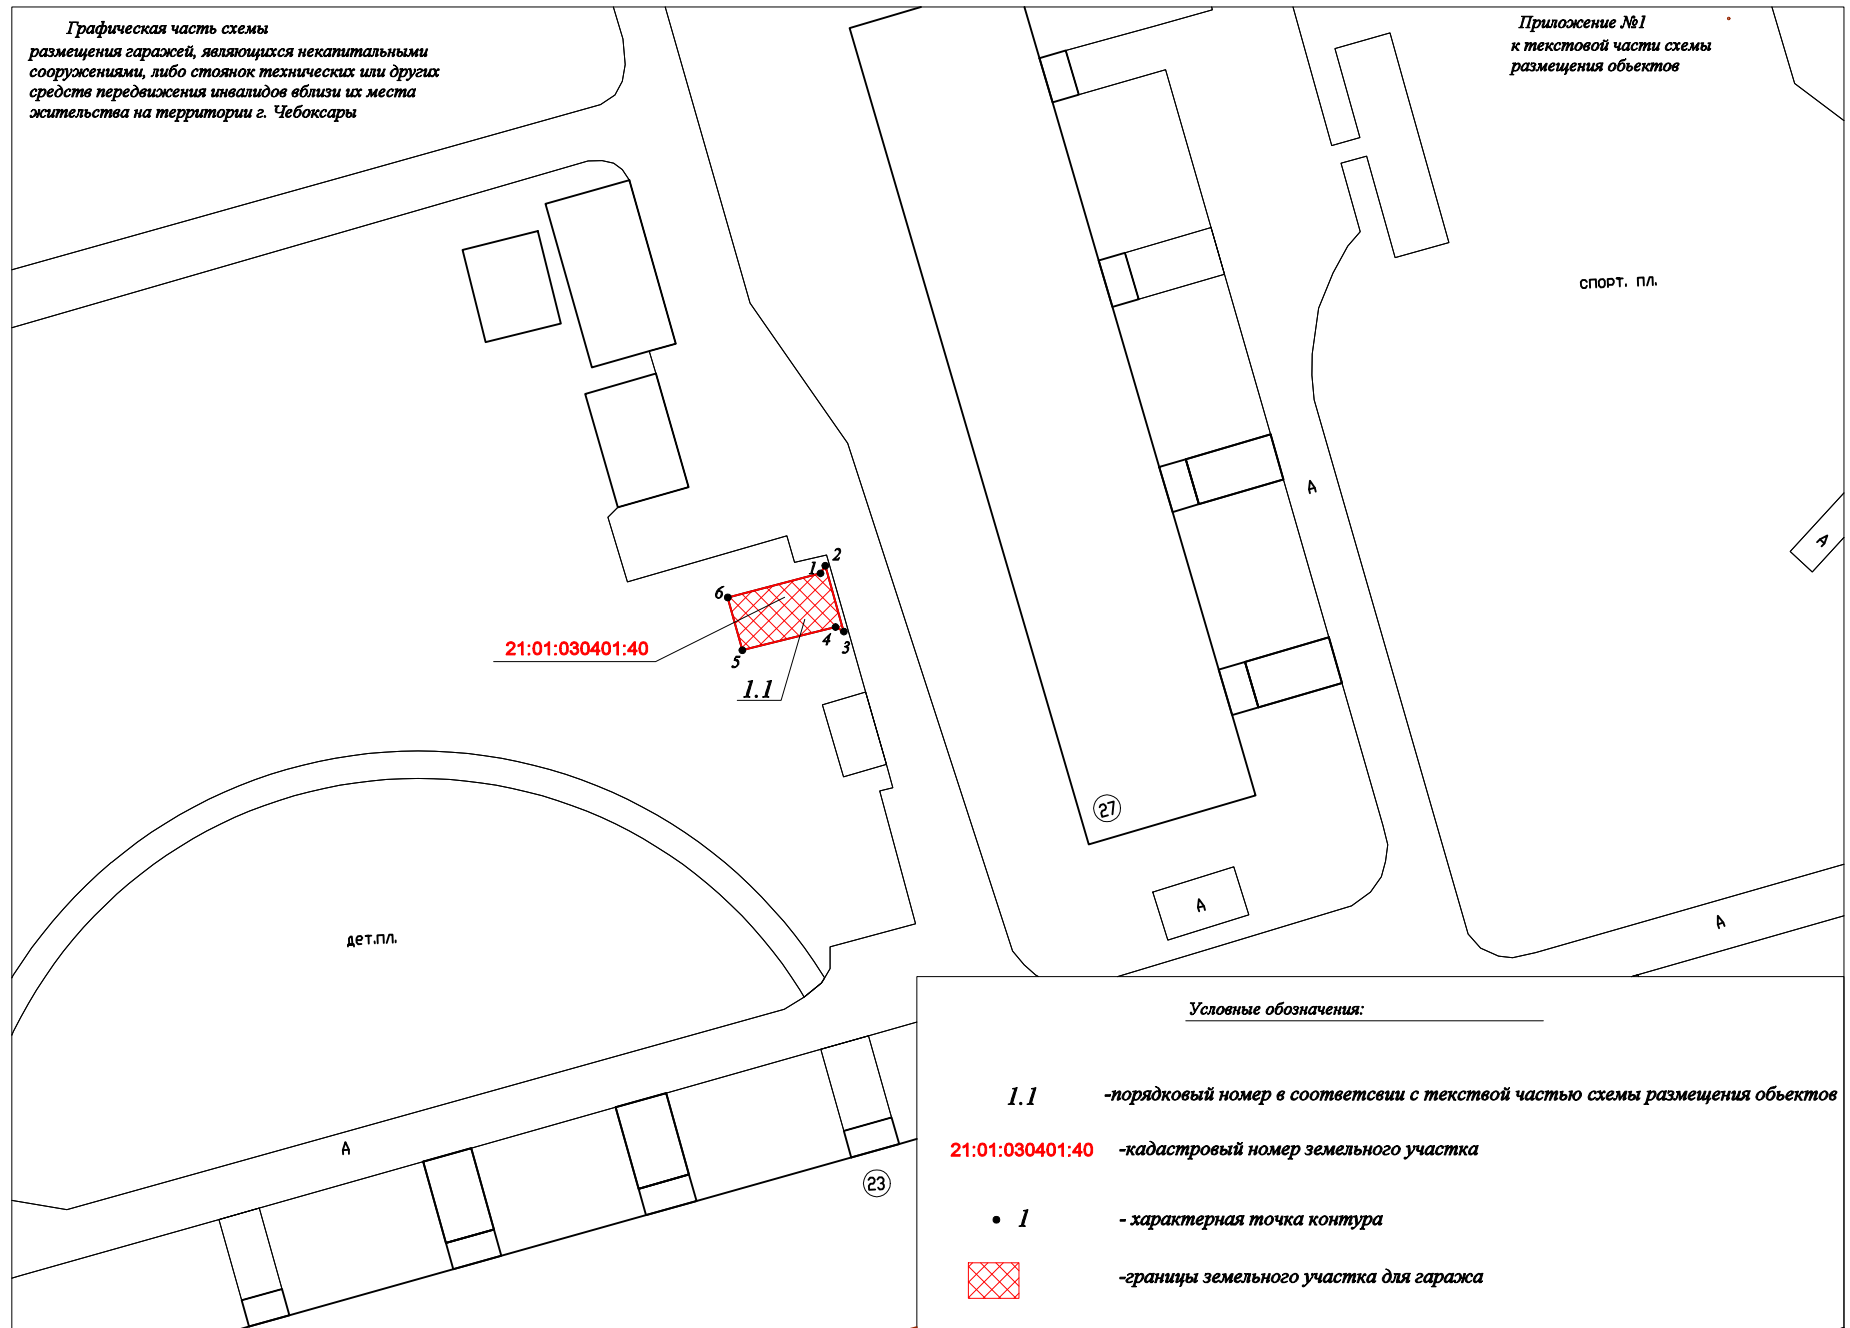 Графическая часть схемы
размещения гаражей, являющихся некапитальными
сооружениями, либо стоянок технических или других
средств передвижения инвалидов вблизи их места
жительства на территории г. Чебоксары
Приложение №1
к текстовой части схемы
размещения обьектов
спорт. пл.
А
А
2
1
6
21:01:030401:40
4
3
5
1.1
27
А
А
дет.пл.
А
23
Условные обозначения:
1.1 -порядковый номер в соответсвии с текствой частью схемы размещения обьектов
21:01:030401:40 -кадастровый номер земельного участка
1 - характерная точка контура
-границы земельного участка для гаража